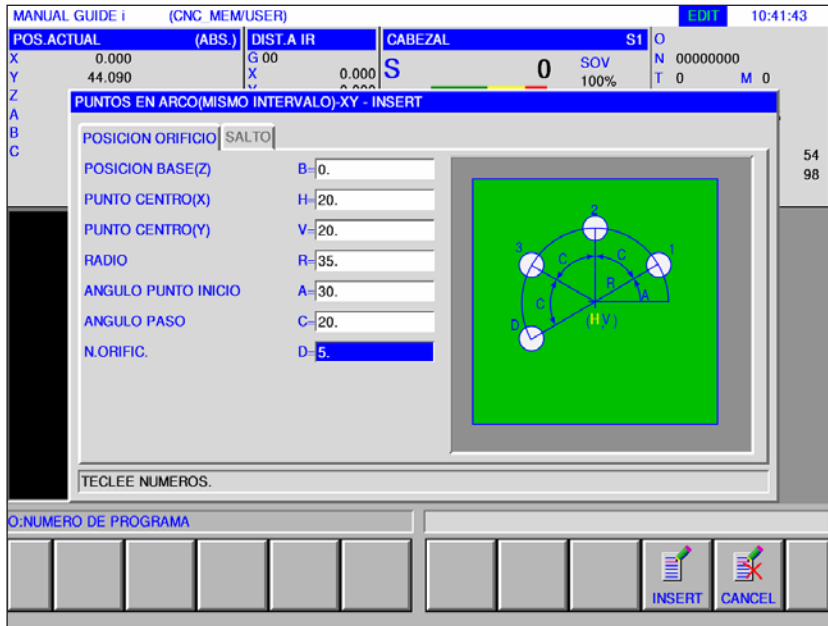 MANUAL GUIDE i (CNC_MEM/USER) EDIT 10:41:43
POS.ACTUAL (ABS.) DIST.A IR CABEZAL S1 O
X 0.000 G 00 S 0 SOV N 00000000
Y 44.090 X 0.000 100% T 0 M 0
Z
A
B
C
54
98
PUNTOS EN ARCO(MISMO INTERVALO)-XY - INSERT
POSICION ORIFICIO SALTO
POSICION BASE(Z) B=0.
PUNTO CENTRO(X) H=20.
PUNTO CENTRO(Y) V=20.
RADIO R=35.
ANGULO PUNTO INICIO A=30.
ANGULO PASO C=20.
N.ORIFIC. D=5.
2
3 C C 1
R
C A
D (H,V)
TECLEE NUMEROS.
O:NUMERO DE PROGRAMA
INSERT CANCEL